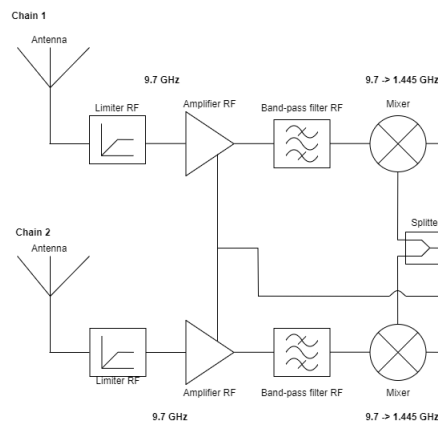 Chain 1
Antenna
9.7 GHz
9.7 -> 1.445 GHz
Limiter RF
Amplifier RF
Band-pass filter RF
Mixer
Chain 2
Antenna
Splitte
Limiter RF
Amplifier RF
Band-pass filter RF
Mixer
9.7 GHz
9.7 -> 1.445 GHz